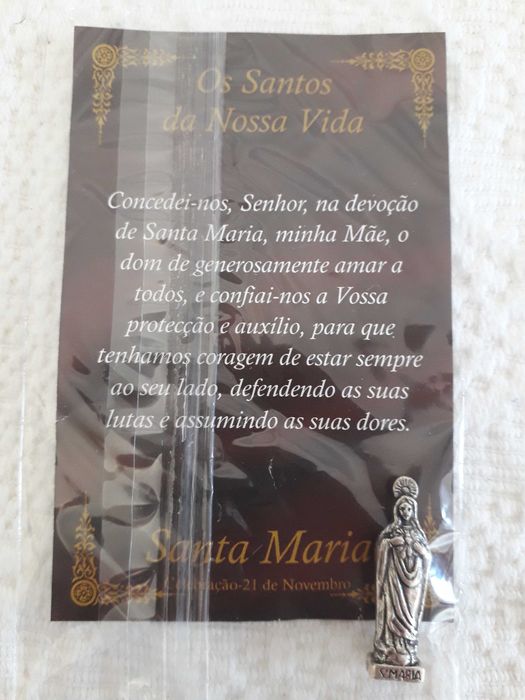 Os Santos
da Nossa Vida
Concedei-nos, Senhor, na devoção
de Santa Maria, minha Mãe, o
dom de generosamente amar a
todos, e confiai-nos a Vossa
protecção e auxílio, para que
tenhamos coragem de estar sempre
ao seu lado, defendendo as suas
lutas e assumindo as suas dores.
Santa Maria
Comemoração-21 de Novembro
SᵗMARIA